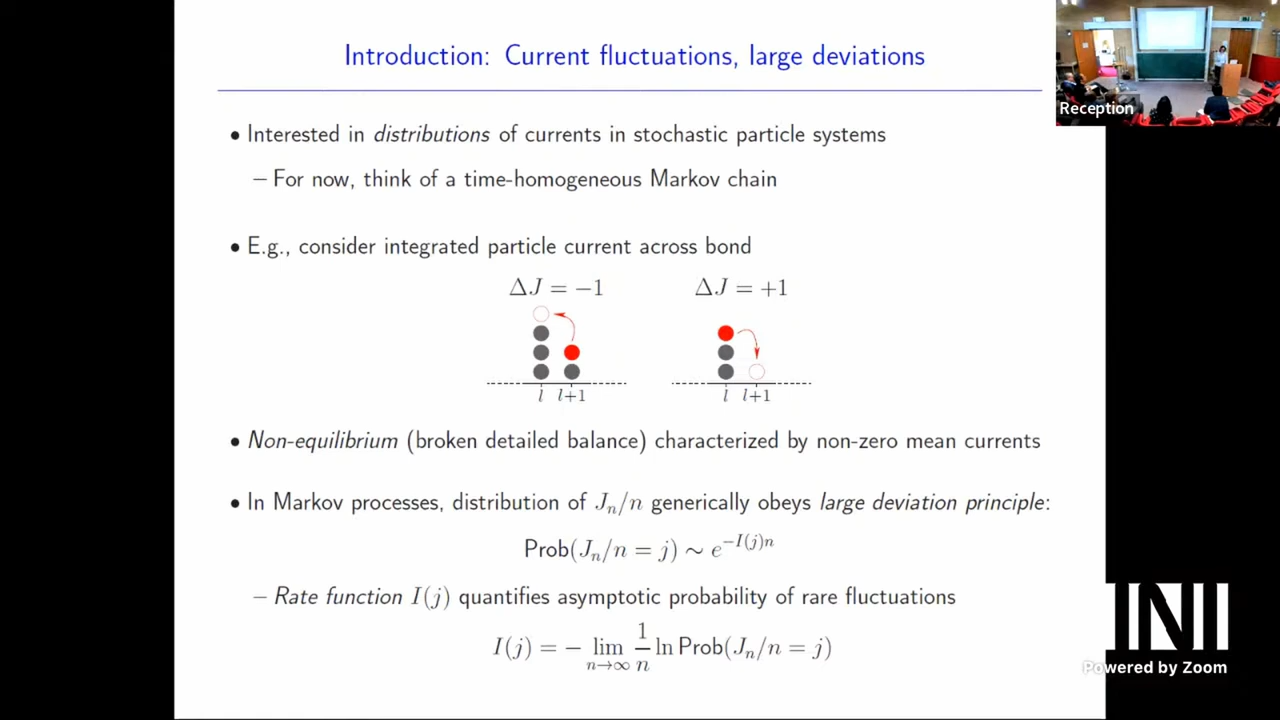 Introduction: Current fluctuations, large deviations
Reception
• Interested in distributions of currents in stochastic particle systems
– For now, think of a time-homogeneous Markov chain
• E.g., consider integrated particle current across bond
ΔJ = −1 ΔJ = +1
l l+1 l l+1
• Non-equilibrium (broken detailed balance) characterized by non-zero mean currents
• In Markov processes, distribution of Jₙ/n generically obeys large deviation principle:
Prob(Jₙ/n = j) ∼ e^{−I(j)n}
– Rate function I(j) quantifies asymptotic probability of rare fluctuations
I(j) = − lim_{n→∞} 1/n ln Prob(Jₙ/n = j)
INI
Powered by Zoom